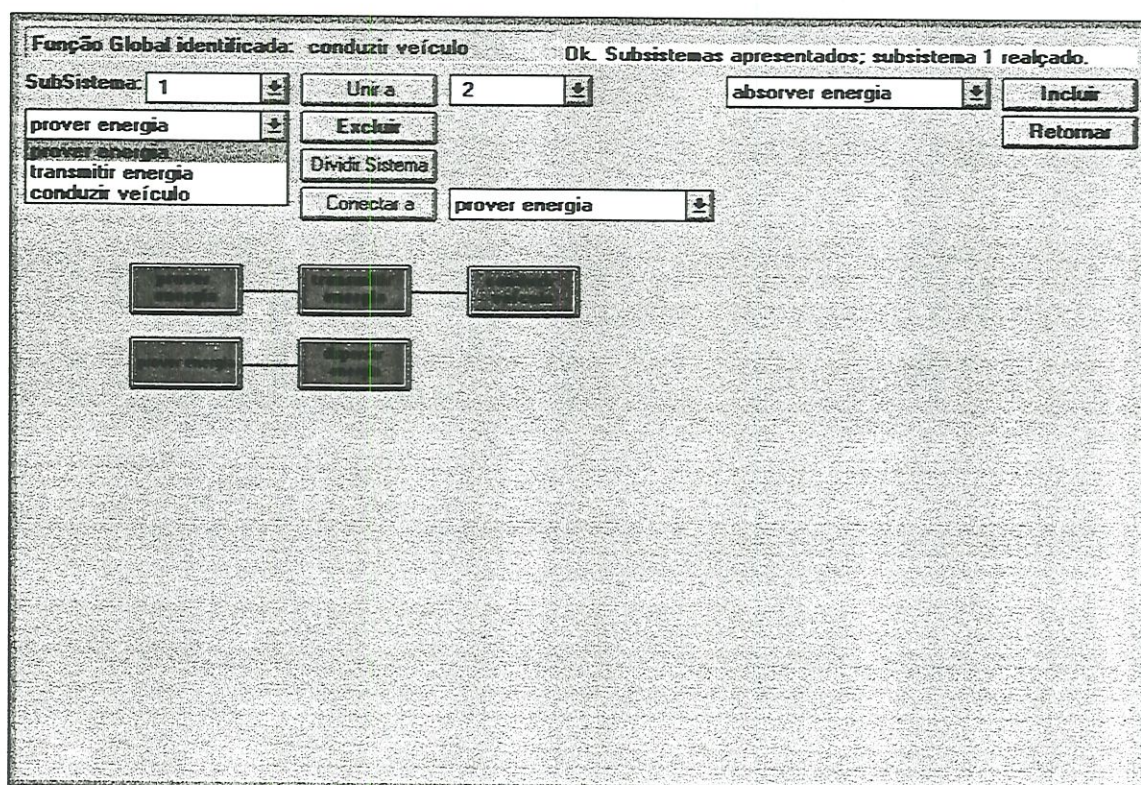 Função Global identificada: conduzir veículo
Ok. Subsistemas apresentados; subsistema 1 realçado.
SubSistema: 1
Unir a
2
absorver energia
Incluir
prover energia
Excluir
Retornar
prover energia
transmitir energia
conduzir veículo
Dividir Sistema
Conectar a
prover energia
prover energia
transmitir energia
prover energia